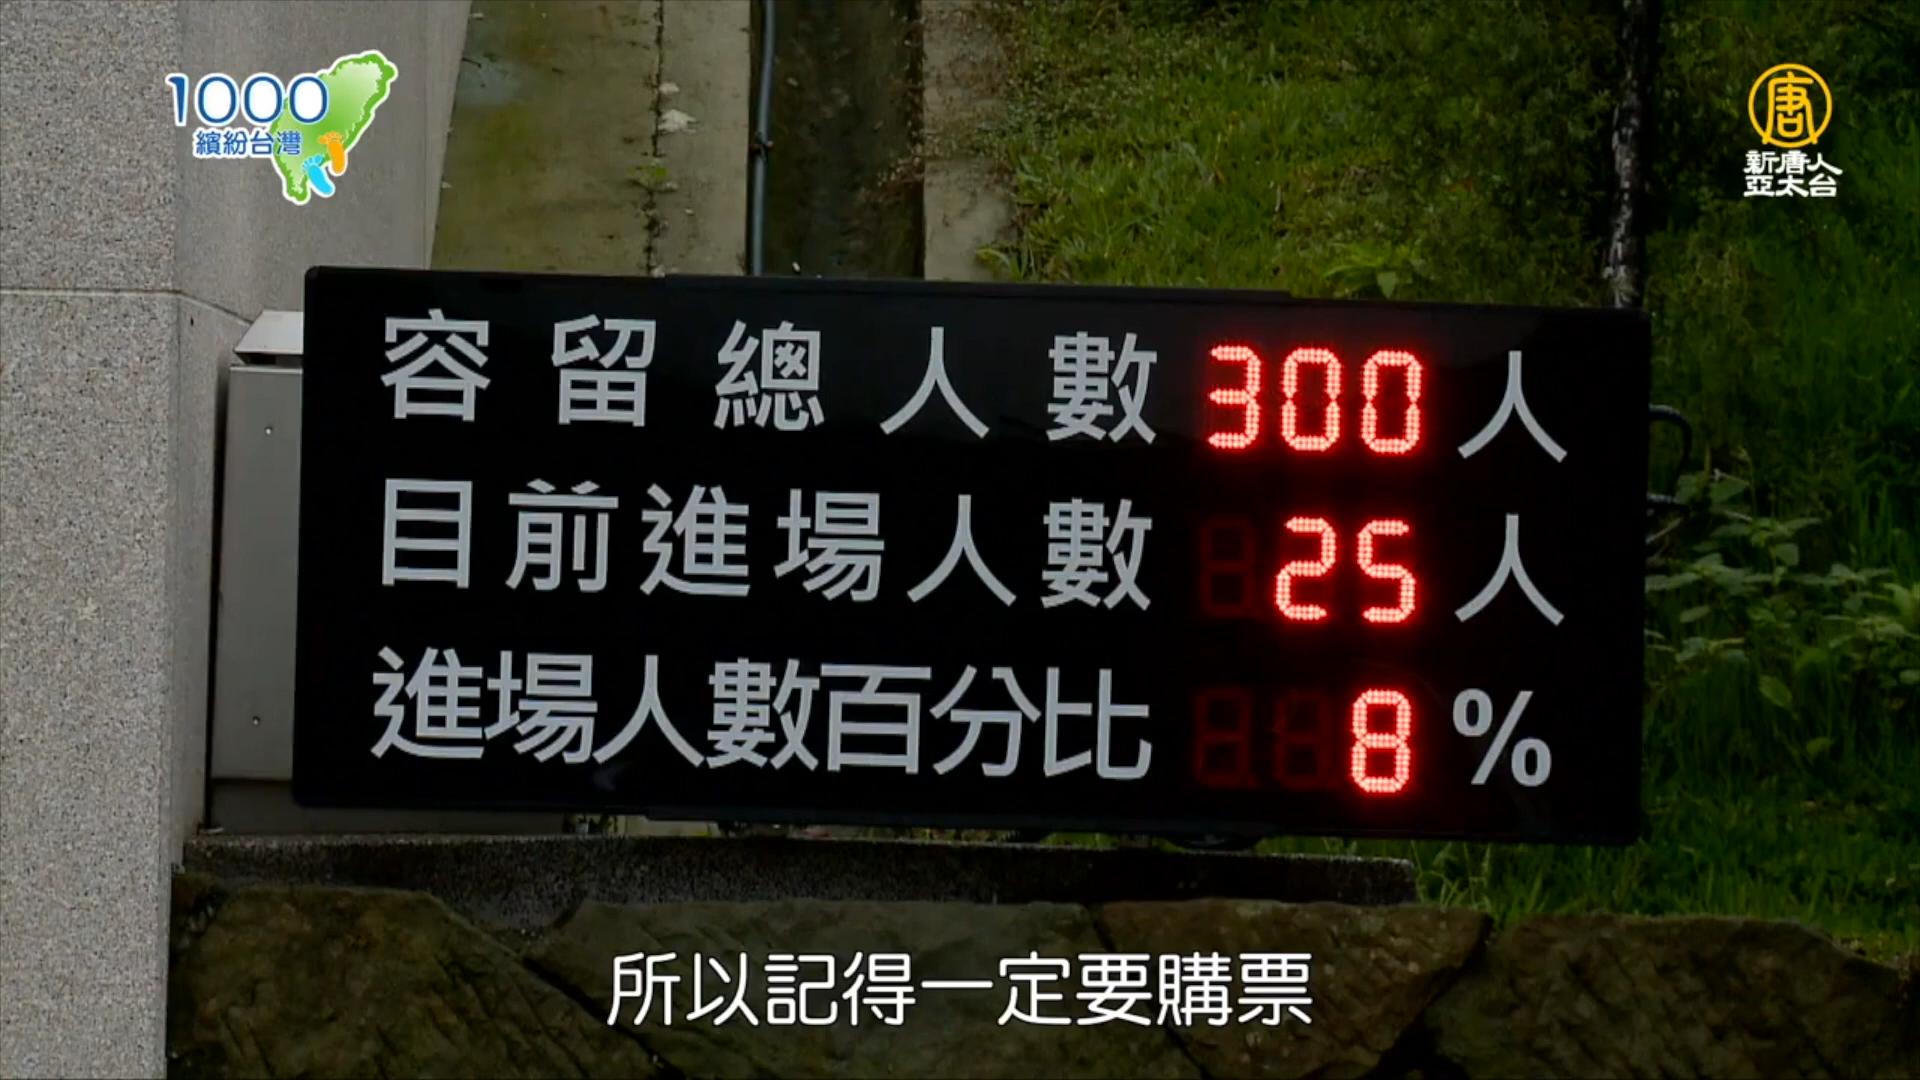 1000
繽紛台灣
唐
新唐人
亞太台
容留總人數 300 人
目前進場人數 25 人
進場人數百分比 8 %
所以記得一定要購票